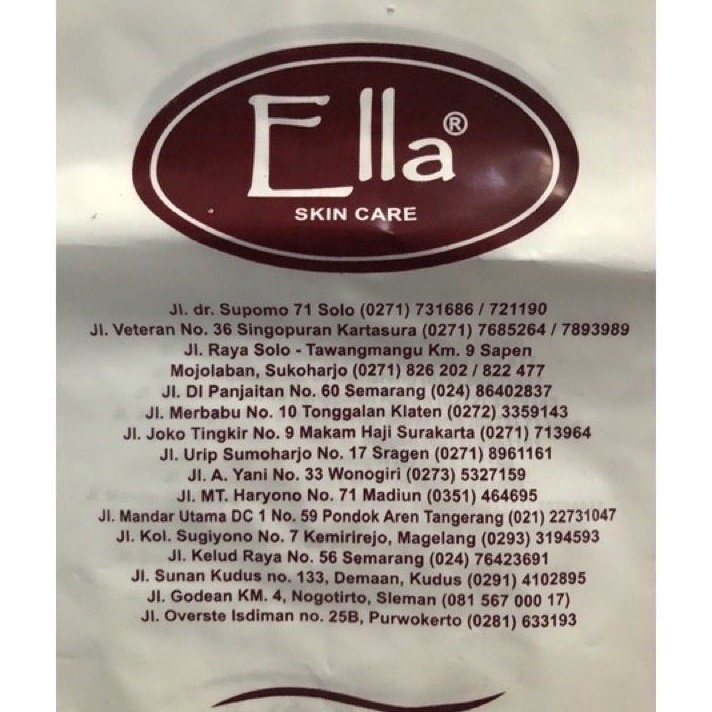 Ella®
SKIN CARE
Jl. dr. Supomo 71 Solo (0271) 731686 / 721190
Jl. Veteran No. 36 Singopuran Kartasura (0271) 7685264 / 7893989
Jl. Raya Solo - Tawangmangu Km. 9 Sapen
Mojolaban, Sukoharjo (0271) 826 202 / 822 477
Jl. DI Panjaitan No. 60 Semarang (024) 86402837
Jl. Merbabu No. 10 Tonggalan Klaten (0272) 3359143
Jl. Joko Tingkir No. 9 Makam Haji Surakarta (0271) 713964
Jl. Urip Sumoharjo No. 17 Sragen (0271) 8961161
Jl. A. Yani No. 33 Wonogiri (0273) 5327159
Jl. MT. Haryono No. 71 Madiun (0351) 464695
Jl. Mandar Utama DC 1 No. 59 Pondok Aren Tangerang (021) 22731047
Jl. Kol. Sugiyono No. 7 Kemirirejo, Magelang (0293) 3194593
Jl. Kelud Raya No. 56 Semarang (024) 76423691
Jl. Sunan Kudus no. 133, Demaan, Kudus (0291) 4102895
Jl. Godean KM. 4, Nogotirto, Sleman (081 567 000 17)
Jl. Overste Isdiman no. 25B, Purwokerto (0281) 633193